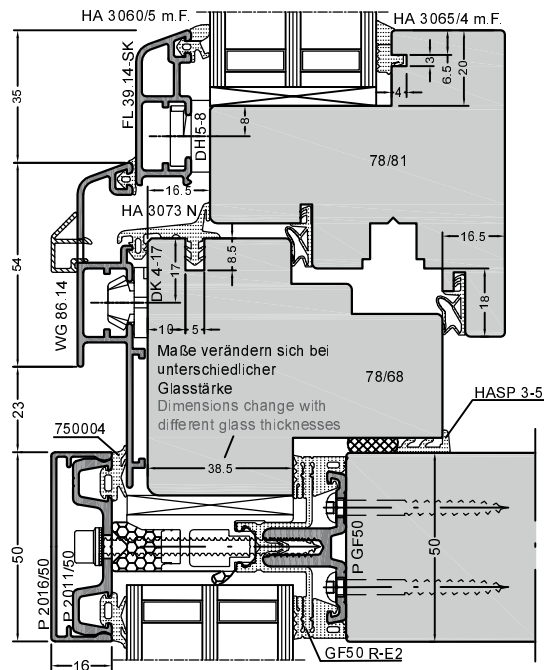 HA 3060/5 m.F.
HA 3065/4 m.F.
FL 39.14-SK
DH 5-8
35
3
6.5
20
4
8
78/81
16.5
HA 3073 N
54
WG 86.14
DK 4-17
17
8.5
10
5
16.5
18
Maße verändern sich bei
unterschiedlicher
Glasstärke
Dimensions change with
different glass thicknesses
78/68
23
HASP 3-5
750004
38.5
50
P 2016/50
P 2011/50
P GF50
50
GF50 R-E2
16